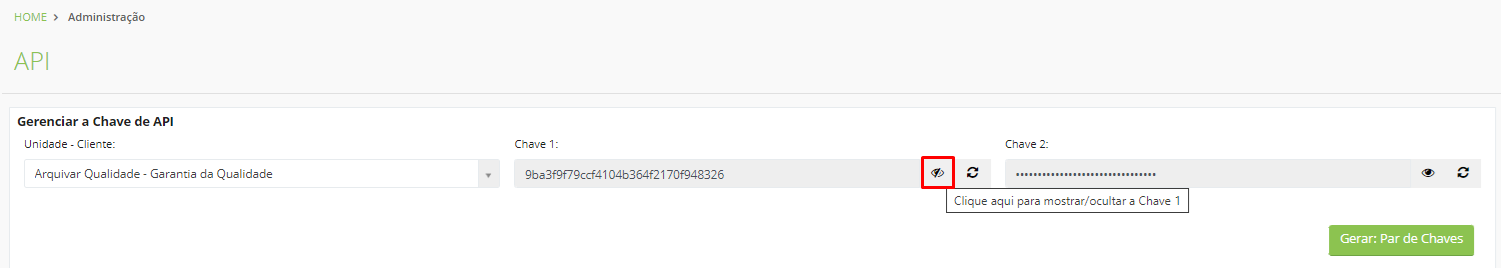 HOME > Administração
API
Gerenciar a Chave de API
Unidade - Cliente: Chave 1: Chave 2:
Arquivar Qualidade - Garantia da Qualidade 9ba3f9f79ccf4104b364f2170f948326 ••••••••••••••••••••••••••••••••
Clique aqui para mostrar/ocultar a Chave 1
Gerar: Par de Chaves